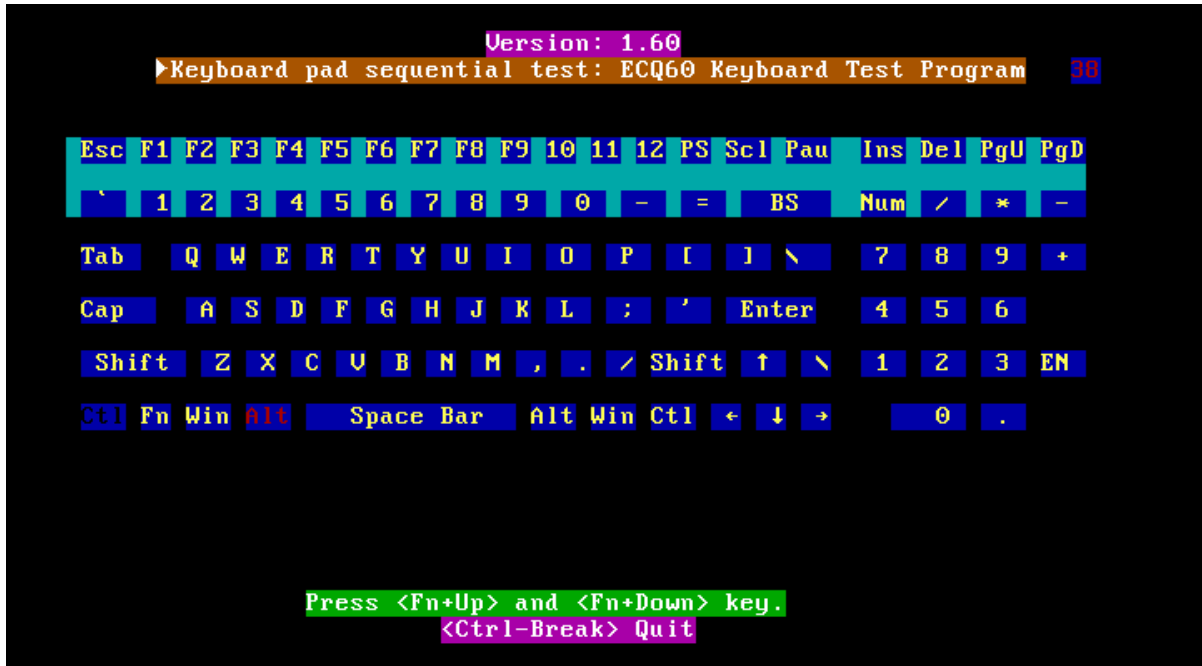 Version: 1.60
►Keyboard pad sequential test: ECQ60 Keyboard Test Program 38
Esc F1 F2 F3 F4 F5 F6 F7 F8 F9 10 11 12 PS Scl Pau Ins Del PgU PgD
` 1 2 3 4 5 6 7 8 9 0 - = BS Num / * -
Tab Q W E R T Y U I O P [ ] \ 7 8 9 +
Cap A S D F G H J K L ; ' Enter 4 5 6
Shift Z X C V B N M , . / Shift ↑ \ 1 2 3 EN
Ctl Fn Win Alt Space Bar Alt Win Ctl ← ↓ → 0 .
Press <Fn+Up> and <Fn+Down> key.
<Ctrl-Break> Quit